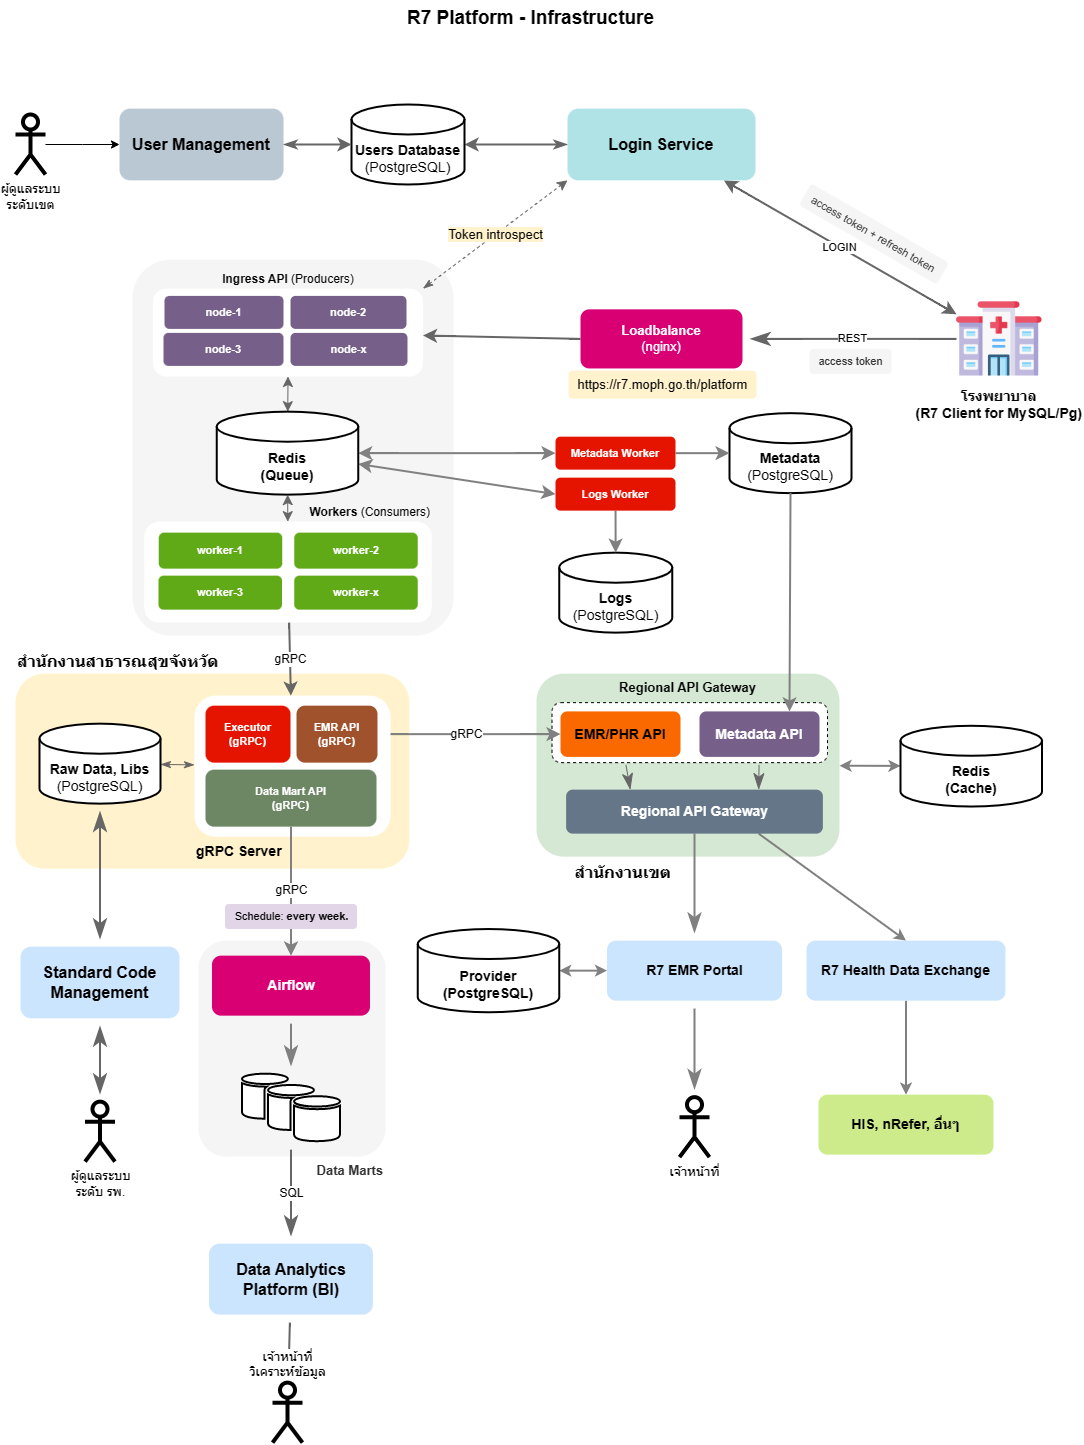 R7 Platform - Infrastructure
User Management
Users Database
(PostgreSQL)
Login Service
ผู้ดูแลระบบ
ระดับเขต
Token introspect
access token + refresh token
LOGIN
Ingress API (Producers)
node-1
node-2
node-3
node-x
Loadbalance
(nginx)
REST
access token
https://r7.moph.go.th/platform
โรงพยาบาล
(R7 Client for MySQL/Pg)
Redis
(Queue)
Metadata Worker
Logs Worker
Metadata
(PostgreSQL)
Workers (Consumers)
worker-1
worker-2
worker-3
worker-x
Logs
(PostgreSQL)
gRPC
สำนักงานสาธารณสุขจังหวัด
Executor
(gRPC)
EMR API
(gRPC)
Data Mart API
(gRPC)
Raw Data, Libs
(PostgreSQL)
gRPC Server
gRPC
Regional API Gateway
EMR/PHR API
Metadata API
Regional API Gateway
Redis
(Cache)
สำนักงานเขต
gRPC
Schedule: every week.
Standard Code
Management
Airflow
Provider
(PostgreSQL)
R7 EMR Portal
R7 Health Data Exchange
ผู้ดูแลระบบ
ระดับ รพ.
Data Marts
เจ้าหน้าที่
HIS, nRefer, อื่นๆ
SQL
Data Analytics
Platform (BI)
เจ้าหน้าที่
วิเคราะห์ข้อมูล